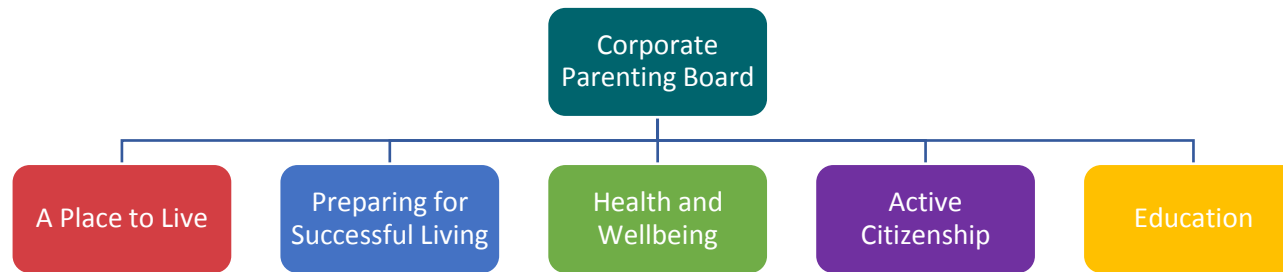 Corporate
Parenting Board
A Place to Live
Preparing for
Successful Living
Health and
Wellbeing
Active
Citizenship
Education